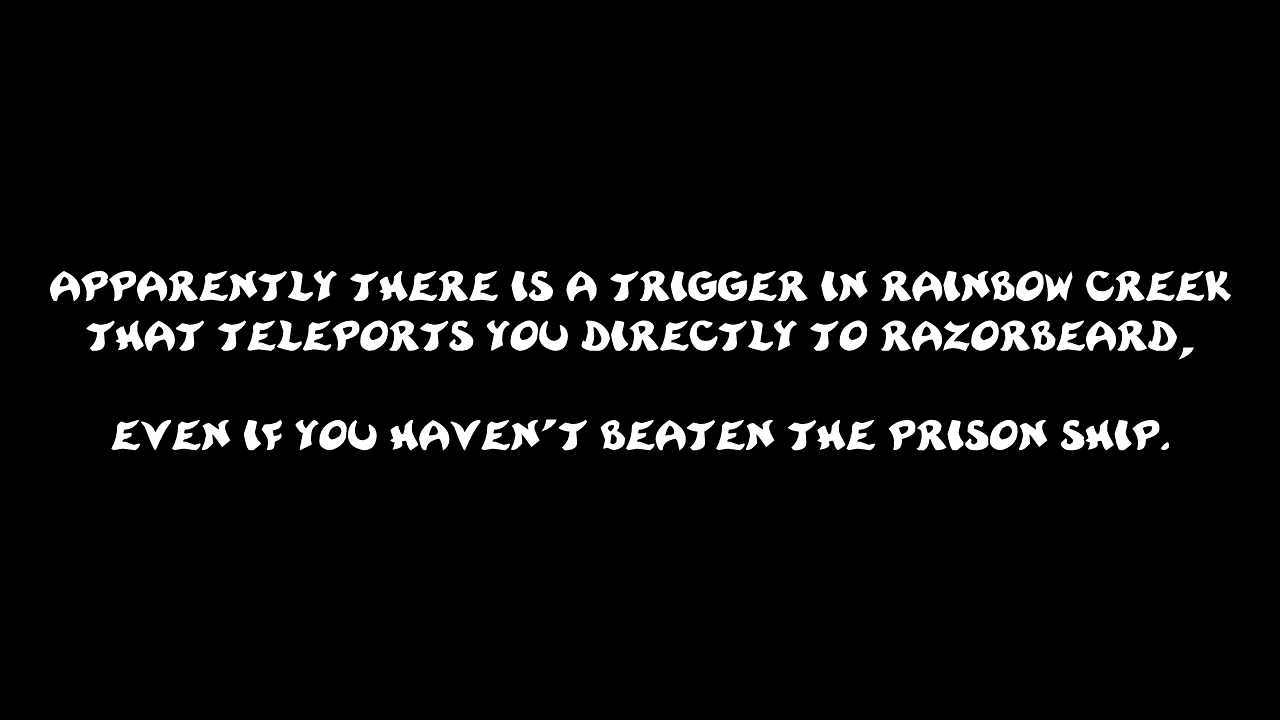 APPARENTLY THERE IS A TRIGGER IN RAINBOW CREEK
THAT TELEPORTS YOU DIRECTLY TO RAZORBEARD,
EVEN IF YOU HAVEN'T BEATEN THE PRISON SHIP.